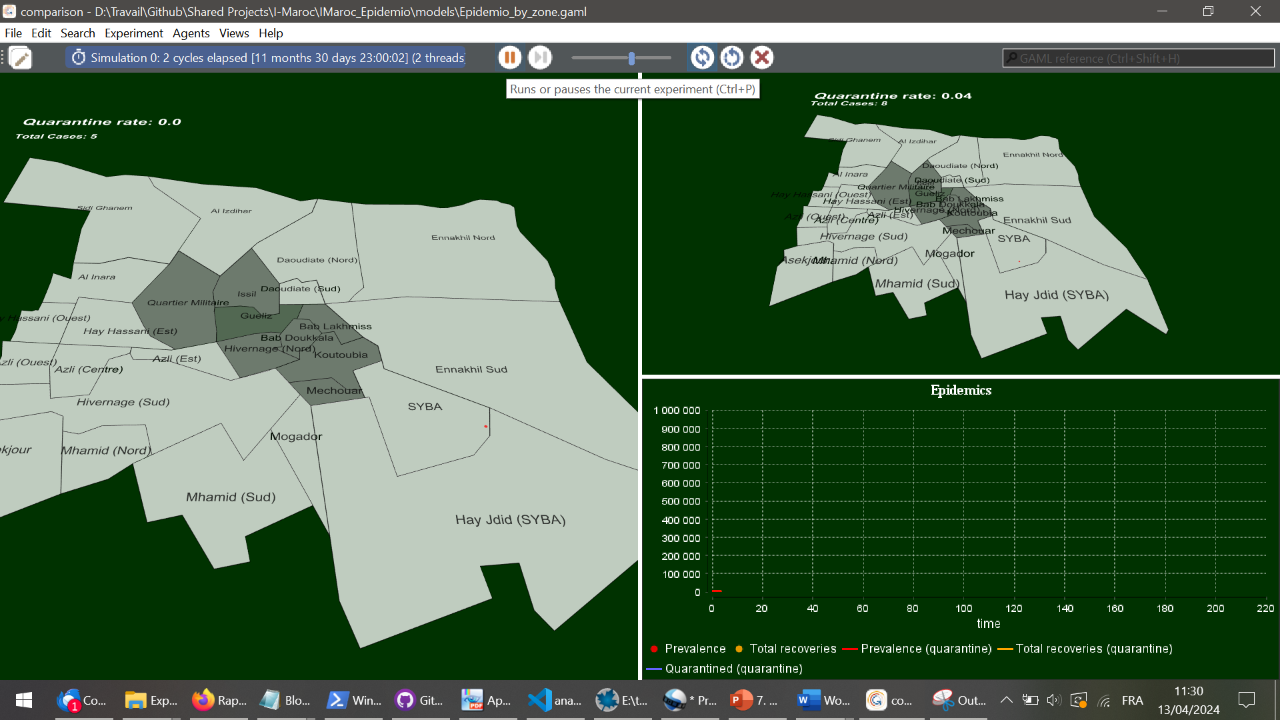 comparison - D:\Travail\Github\Shared Projects\I-Maroc\IMaroc_Epidemio\models\Epidemio_by_zone.gaml
File Edit Search Experiment Agents Views Help
Simulation 0: 2 cycles elapsed [11 months 30 days 23:00:02] (2 threads)
GAML reference (Ctrl+Shift+H)
Runs or pauses the current experiment (Ctrl+P)
Quarantine rate: 0.0
Total Cases: 5
Sidi Ghanem
Al Izdihar
Ennakhil Nord
Daoudiate (Nord)
Al Inara
Daoudiate (Sud)
Issil
Quartier Militaire
Gueliz
Hay Hassani (Ouest)
Hay Hassani (Est)
Bab Lakhmiss
Bab Doukkala
Hivernage (Nord)
Koutoubia
Azli (Est)
Azli (Ouest)
Azli (Centre)
Ennakhil Sud
Mechouar
Hivernage (Sud)
SYBA
Mogador
Asekjour
Mhamid (Nord)
Mhamid (Sud)
Hay Jdid (SYBA)
Quarantine rate: 0.04
Total Cases: 8
Sidi Ghanem
Al Izdihar
Ennakhil Nord
Daoudiate (Nord)
Al Inara
Daoudiate (Sud)
Quartier Militaire
Gueliz
Hay Hassani (Ouest)
Hay Hassani (Est)
Bab Lakhmiss
Bab Doukkala
Hivernage (Nord)
Koutoubia
Azli (Ouest)
Azli (Centre)
Azli (Est)
Ennakhil Sud
Mechouar
Hivernage (Sud)
SYBA
Mogador
Asekjour
Mhamid (Nord)
Mhamid (Sud)
Hay Jdid (SYBA)
Epidemics
1 000 000
900 000
800 000
700 000
600 000
500 000
400 000
300 000
200 000
100 000
0
0 20 40 60 80 100 120 140 160 180 200 220
time
Prevalence Total recoveries Prevalence (quarantine) Total recoveries (quarantine)
Quarantined (quarantine)
1 Co... Exp... Rap... Blo... Win... Git... Ap... ana... E:\t... * Pr... 7. ... Wo... co... Out... FRA 11:30
13/04/2024